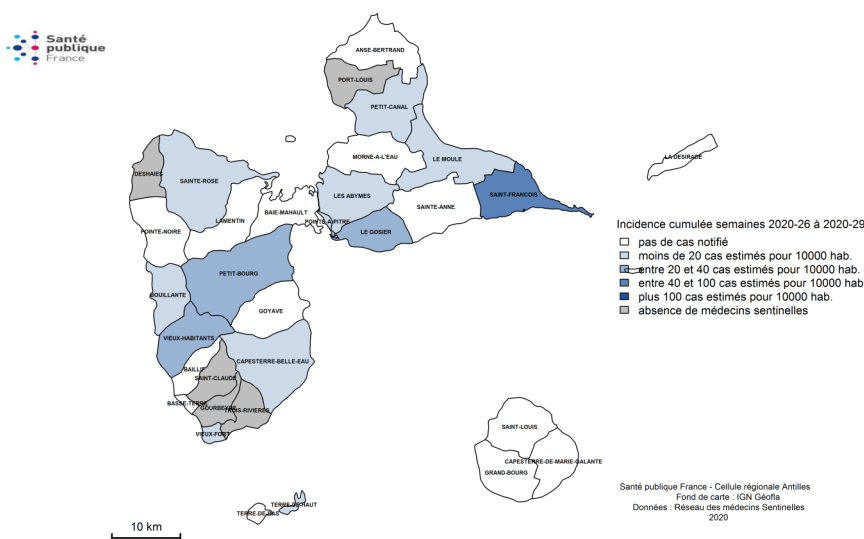 Santé
publique
France
ANSE-BERTRAND
PORT-LOUIS
PETIT-CANAL
MORNE-A-L'EAU
LE MOULE
LA DESIRADE
DESHAIES
SAINTE-ROSE
LES ABYMES
SAINTE-ANNE
SAINT-FRANCOIS
LAMENTIN
BAIE-MAHAULT
POINTE-A-PITRE
LE GOSIER
POINTE-NOIRE
PETIT-BOURG
BOUILLANTE
GOYAVE
VIEUX-HABITANTS
CAPESTERRE-BELLE-EAU
BAILLIF
SAINT-CLAUDE
BASSE-TERRE
GOURBEYRE
TROIS-RIVIERES
VIEUX-FORT
TERRE-DE-HAUT
TERRE-DE-BAS
SAINT-LOUIS
CAPESTERRE-DE-MARIE-GALANTE
GRAND-BOURG
Incidence cumulée semaines 2020-26 à 2020-29
pas de cas notifié
moins de 20 cas estimés pour 10000 hab.
entre 20 et 40 cas estimés pour 10000 hab.
entre 40 et 100 cas estimés pour 10000 hab
plus 100 cas estimés pour 10000 hab.
absence de médecins sentinelles
Santé publique France - Cellule régionale Antilles
Fond de carte : IGN Géofla
Données : Réseau des médecins Sentinelles
2020
10 km